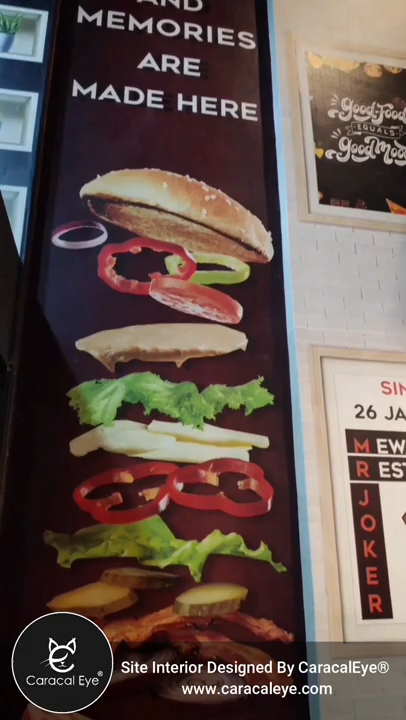 AND
MEMORIES
ARE
MADE HERE
Good Food
EQUALS
Good Mood
26 JA
MEW
REST
JOKER
Caracal Eye®
Site Interior Designed By CaracalEye®
www.caracaleye.com